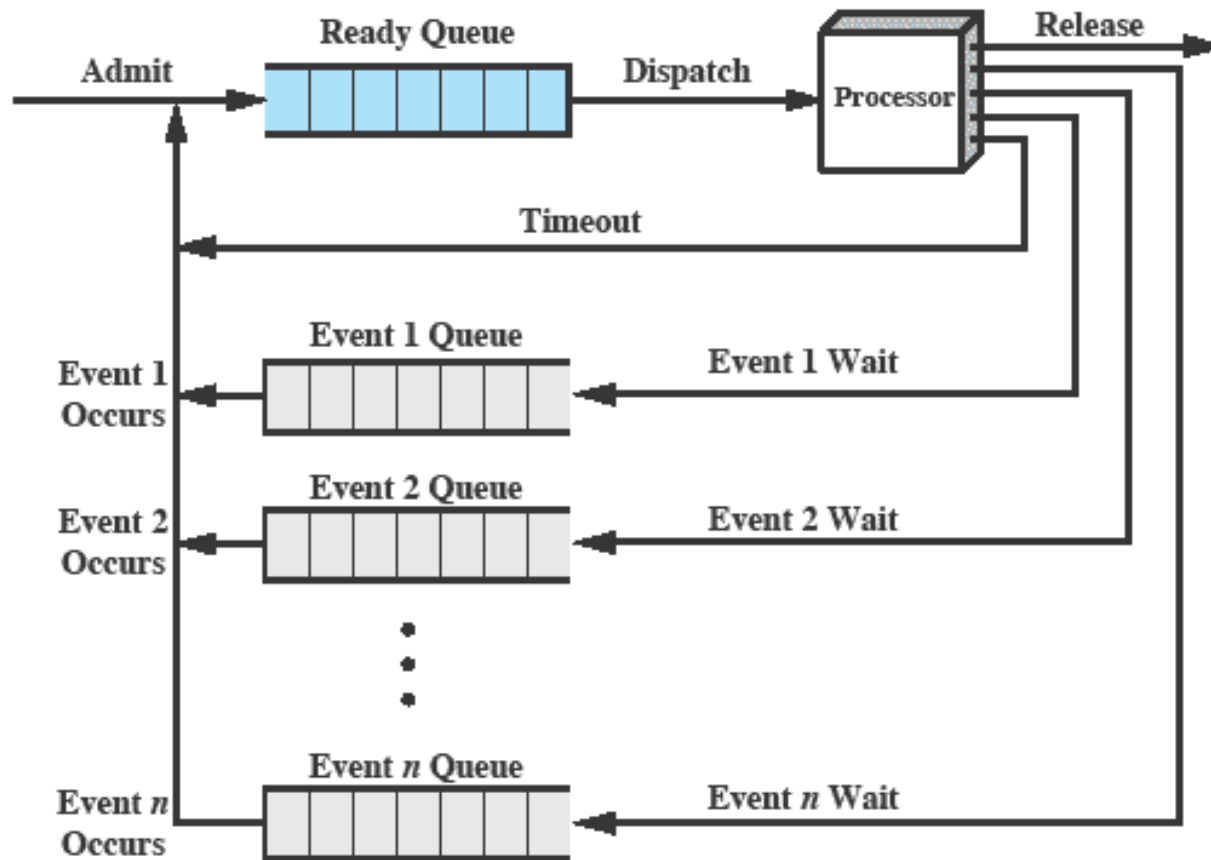 Ready Queue
Release
Admit
Dispatch
Processor
Timeout
Event 1 Queue
Event 1
Occurs
Event 1 Wait
Event 2 Queue
Event 2
Occurs
Event 2 Wait
Event n Queue
Event n
Occurs
Event n Wait